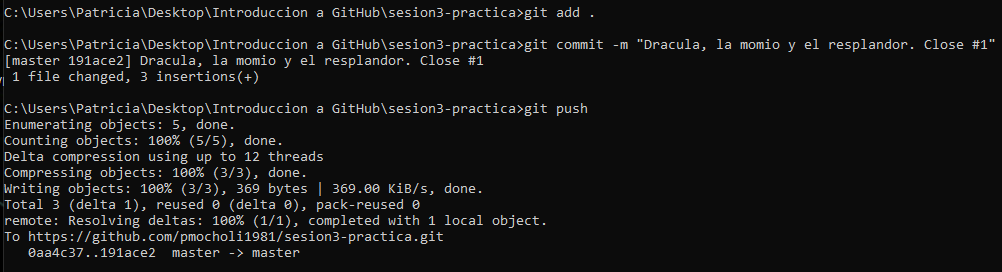 C:\Users\Patricia\Desktop\Introduccion a GitHub\sesion3-practica>git add .
C:\Users\Patricia\Desktop\Introduccion a GitHub\sesion3-practica>git commit -m "Dracula, la momio y el resplandor. Close #1"
[master 191ace2] Dracula, la momio y el resplandor. Close #1
1 file changed, 3 insertions(+)
C:\Users\Patricia\Desktop\Introduccion a GitHub\sesion3-practica>git push
Enumerating objects: 5, done.
Counting objects: 100% (5/5), done.
Delta compression using up to 12 threads
Compressing objects: 100% (3/3), done.
Writing objects: 100% (3/3), 369 bytes | 369.00 KiB/s, done.
Total 3 (delta 1), reused 0 (delta 0), pack-reused 0
remote: Resolving deltas: 100% (1/1), completed with 1 local object.
To https://github.com/pmocholi1981/sesion3-practica.git
0aa4c37..191ace2  master -> master